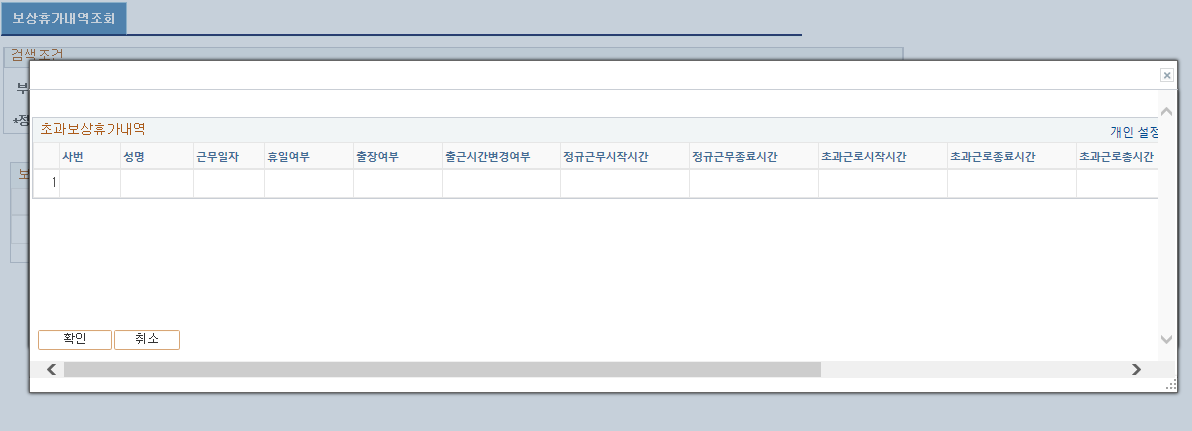 보상휴가내역조회
검색조건
초과보상휴가내역
개인 설정
사번 성명 근무일자 휴일여부 출장여부 출근시간변경여부 정규근무시작시간 정규근무종료시간 초과근로시작시간 초과근로종료시간 초과근로총시간
1
확인 취소